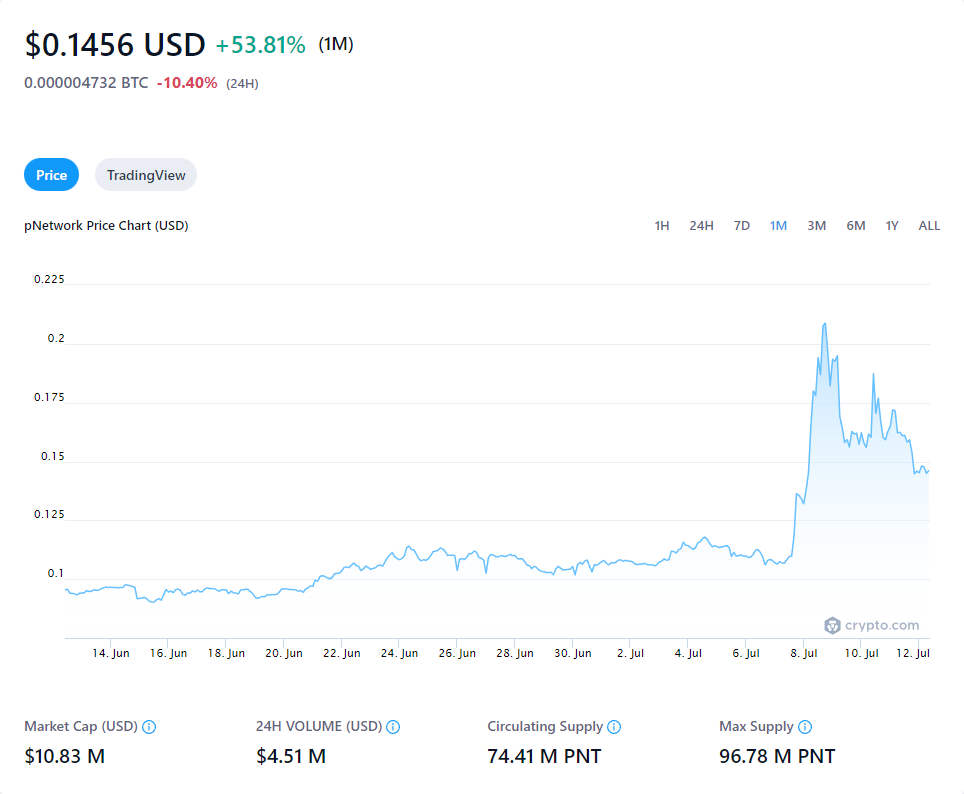 $0.1456 USD +53.81% (1M)
0.000004732 BTC -10.40% (24H)
Price TradingView
pNetwork Price Chart (USD) 1H 24H 7D 1M 3M 6M 1Y ALL
0.225
0.2
0.175
0.15
0.125
0.1
crypto.com
14. Jun 16. Jun 18. Jun 20. Jun 22. Jun 24. Jun 26. Jun 28. Jun 30. Jun 2. Jul 4. Jul 6. Jul 8. Jul 10. Jul 12. Jul
Market Cap (USD) 24H VOLUME (USD) Circulating Supply Max Supply
$10.83 M $4.51 M 74.41 M PNT 96.78 M PNT